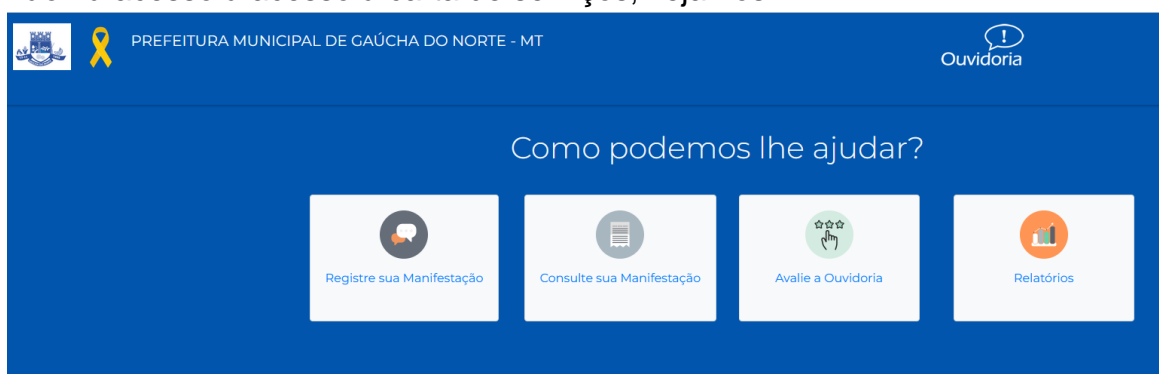 PREFEITURA MUNICIPAL DE GAÚCHA DO NORTE - MT
Ouvidoria
Como podemos lhe ajudar?
Registre sua Manifestação
Consulte sua Manifestação
Avalie a Ouvidoria
Relatórios